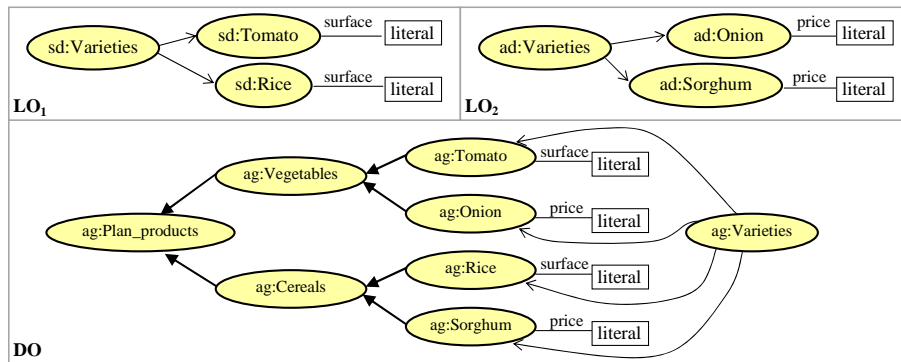 surface
sd:Tomato
literal
sd:Varieties
surface
sd:Rice
literal
LO1
price
ad:Onion
literal
ad:Varieties
price
ad:Sorghum
literal
LO2
surface
ag:Tomato
literal
ag:Vegetables
price
ag:Onion
literal
ag:Plan_products
ag:Varieties
surface
ag:Rice
literal
ag:Cereals
price
ag:Sorghum
literal
DO